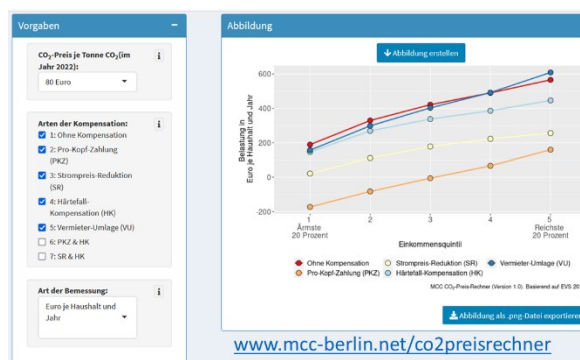 Vorgaben
−
CO₂-Preis je Tonne CO₂(im
Jahr 2022):
i
80 Euro
Arten der Kompensation:
i
1: Ohne Kompensation
2: Pro-Kopf-Zahlung
(PKZ)
3: Strompreis-Reduktion
(SR)
4: Härtefall-
Kompensation (HK)
5: Vermieter-Umlage (VU)
6: PKZ & HK
7: SR & HK
Art der Bemessung:
i
Euro je Haushalt und
Jahr
Abbildung
−
Abbildung erstellen
Belastung in
Euro je Haushalt und Jahr
600
400
200
0
-200
1
2
3
4
5
Ärmste
20 Prozent
Reichste
20 Prozent
Einkommensquintil
Ohne Kompensation
Strompreis-Reduktion (SR)
Vermieter-Umlage (VU)
Pro-Kopf-Zahlung (PKZ)
Härtefall-Kompensation (HK)
MCC CO₂-Preis-Rechner (Version 1.0). Basierend auf EVS 20
Abbildung als .png-Datei exportiere
www.mcc-berlin.net/co2preisrechner